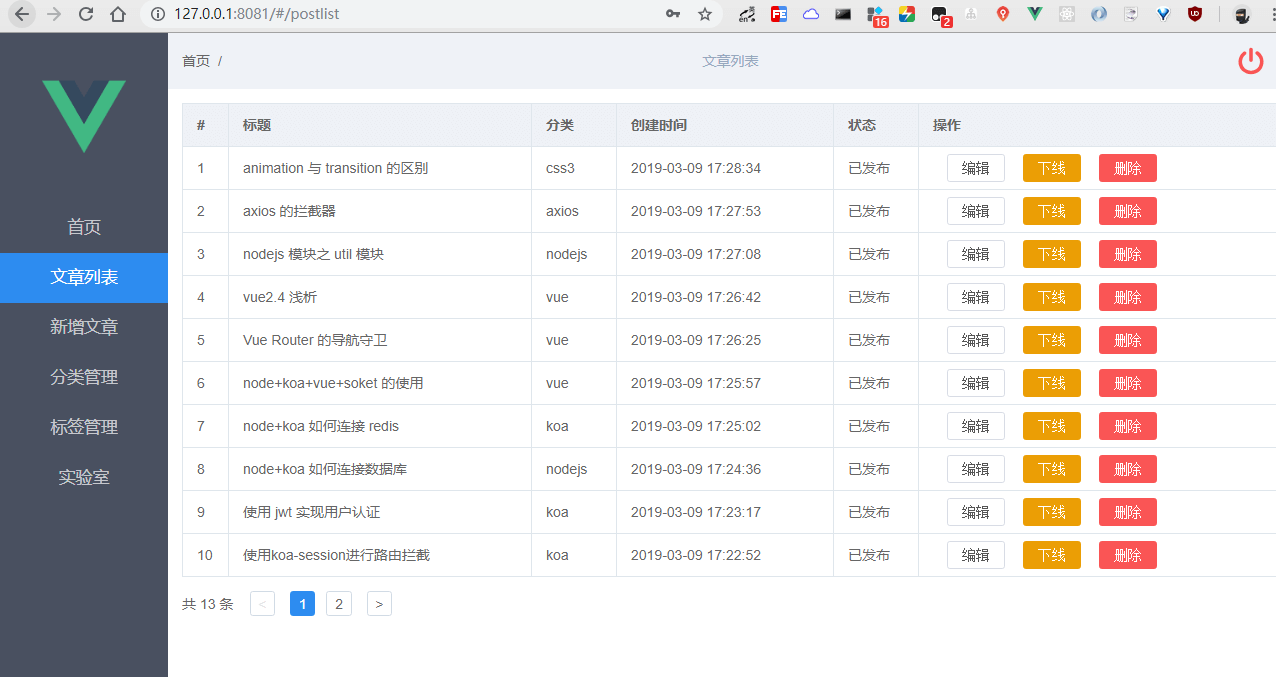 127.0.0.1:8081/#/postlist
en
FE
16
2
UD
首页 / 文章列表
首页
文章列表
新增文章
分类管理
标签管理
实验室
# 标题 分类 创建时间 状态 操作
1 animation 与 transition 的区别 css3 2019-03-09 17:28:34 已发布 编辑 下线 删除
2 axios 的拦截器 axios 2019-03-09 17:27:53 已发布 编辑 下线 删除
3 nodejs 模块之 util 模块 nodejs 2019-03-09 17:27:08 已发布 编辑 下线 删除
4 vue2.4 浅析 vue 2019-03-09 17:26:42 已发布 编辑 下线 删除
5 Vue Router 的导航守卫 vue 2019-03-09 17:26:25 已发布 编辑 下线 删除
6 node+koa+vue+soket 的使用 vue 2019-03-09 17:25:57 已发布 编辑 下线 删除
7 node+koa 如何连接 redis koa 2019-03-09 17:25:02 已发布 编辑 下线 删除
8 node+koa 如何连接数据库 nodejs 2019-03-09 17:24:36 已发布 编辑 下线 删除
9 使用 jwt 实现用户认证 koa 2019-03-09 17:23:17 已发布 编辑 下线 删除
10 使用koa-session进行路由拦截 koa 2019-03-09 17:22:52 已发布 编辑 下线 删除
共 13 条 < 1 2 >